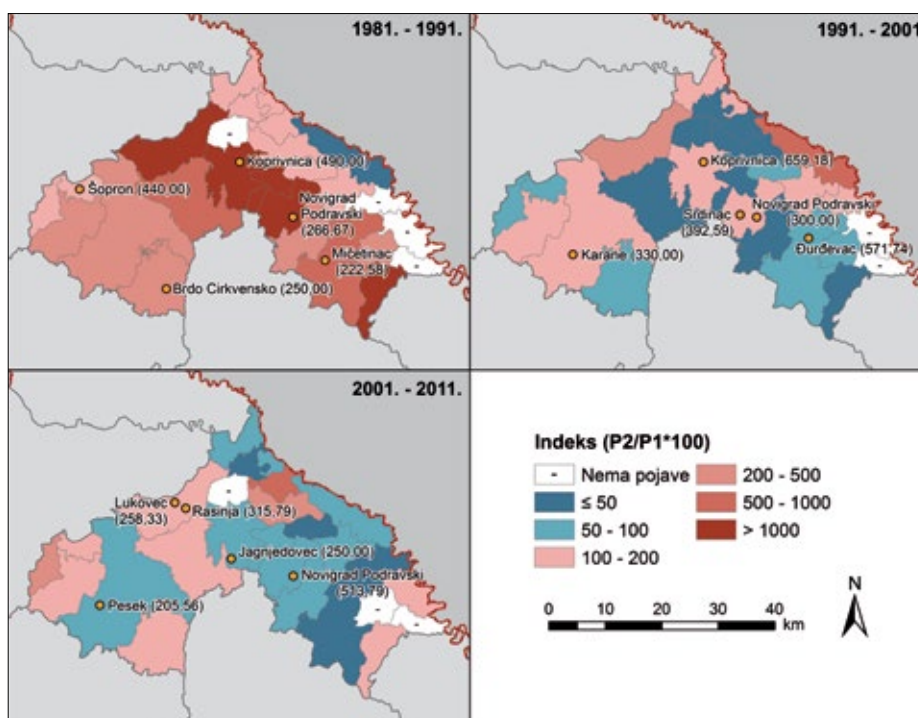 1981. - 1991.
Koprivnica (490,00)
Šopron (440,00)
Novigrad
Podravski
(266,67)
Mičetinac
(222,58)
Brdo Cirkvensko (250,00)
1991. - 2001.
Koprivnica (659,18)
Srdinac
(392,59)
Novigrad Podravski
(300,00)
Đurđevac
(571,74)
Karane (330,00)
2001. - 2011.
Lukovec
(258,33)
Rasinja (315,79)
Jagnjedovec (250,00)
Novigrad Podravski
(513,79)
Pesek (205,56)
Indeks (P2/P1*100)
- Nema pojave
≤ 50
50 - 100
100 - 200
200 - 500
500 - 1000
> 1000
N
0 10 20 30 40
km